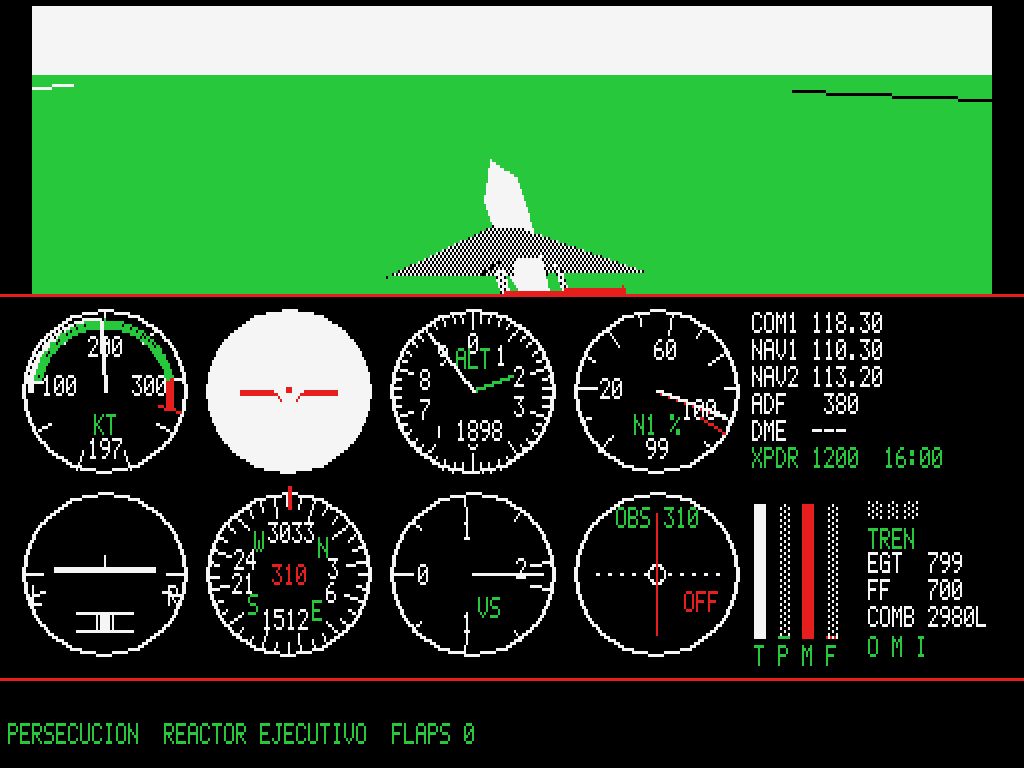 200
100 300
KT
197
0
9 ALT 1
8 2
7 3
1898
60
20
100
N1 %
99
COM1 118.30
NAV1 110.30
NAV2 113.20
ADF 380
DME ---
XPDR 1200 16:00
L R
3033
W N
24 3
310
21 6
S E
1512
1
0 2
VS
1
OBS 310
OFF
T P M F
TREN
EGT 799
FF 700
COMB 2980L
O M I
PERSECUCION REACTOR EJECUTIVO FLAPS 0